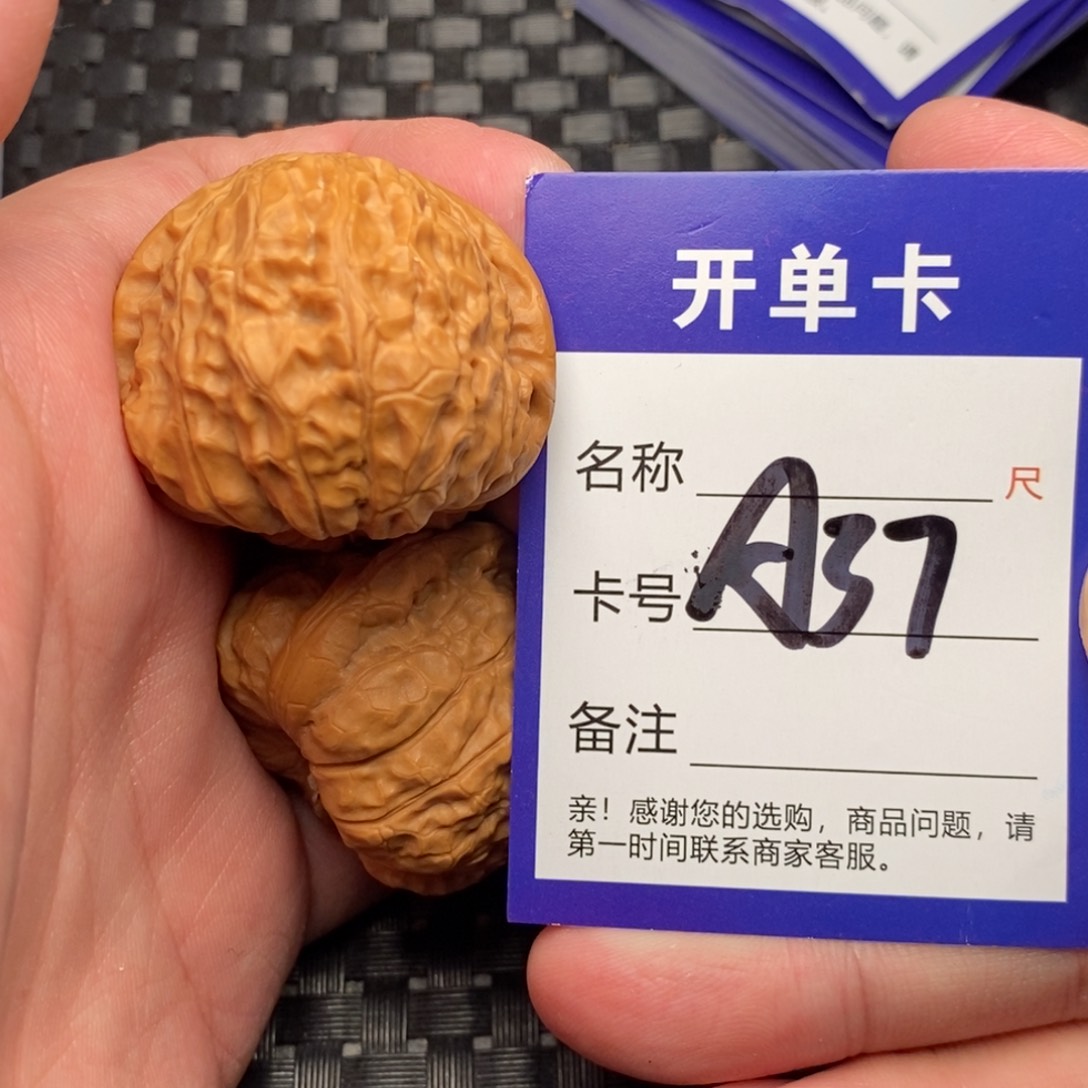 开单卡
名称 尺
卡号 A37
备注
亲！感谢您的选购，商品问题，请
第一时间联系商家客服。